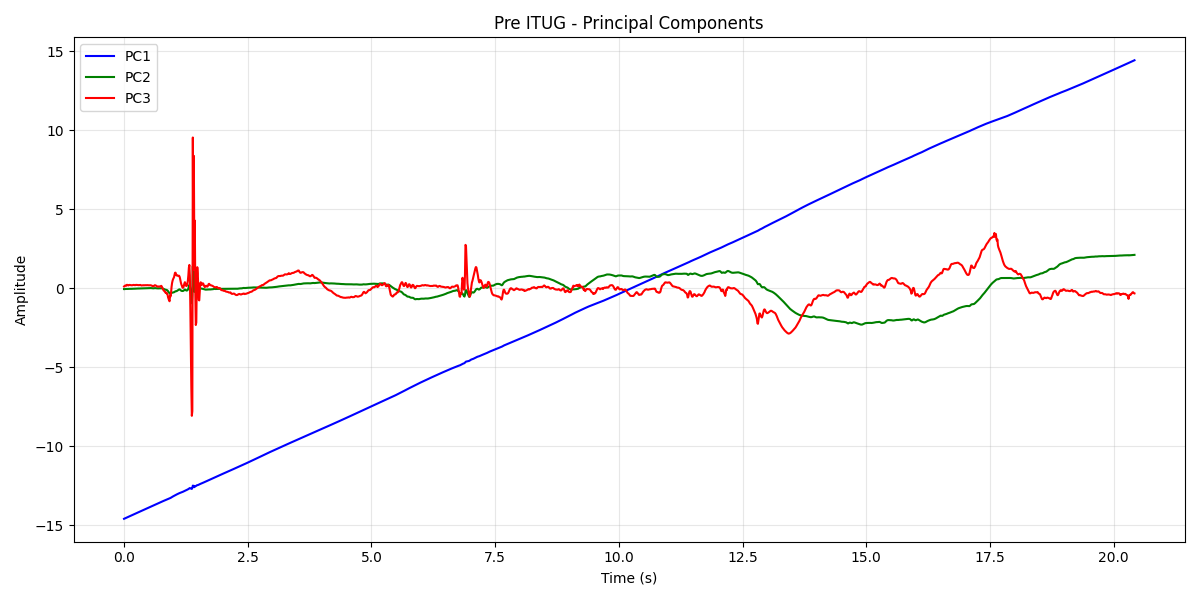 Pre ITUG - Principal Components
PC1
PC2
PC3
Amplitude
15
10
5
0
−5
−10
−15
0.0 2.5 5.0 7.5 10.0 12.5 15.0 17.5 20.0
Time (s)